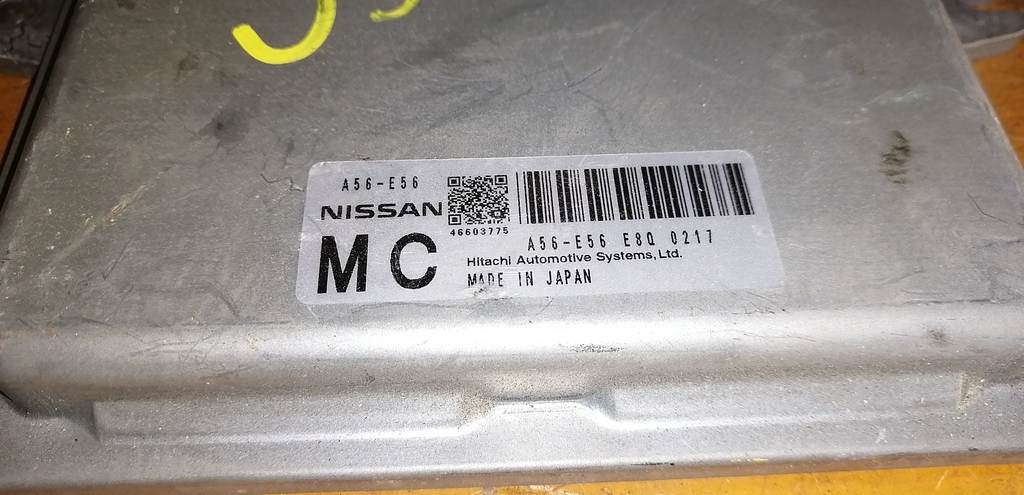 A56-E56
NISSAN
MC
46603775
A56-E56 E8Q 0217
Hitachi Automotive Systems, Ltd.
MADE IN JAPAN